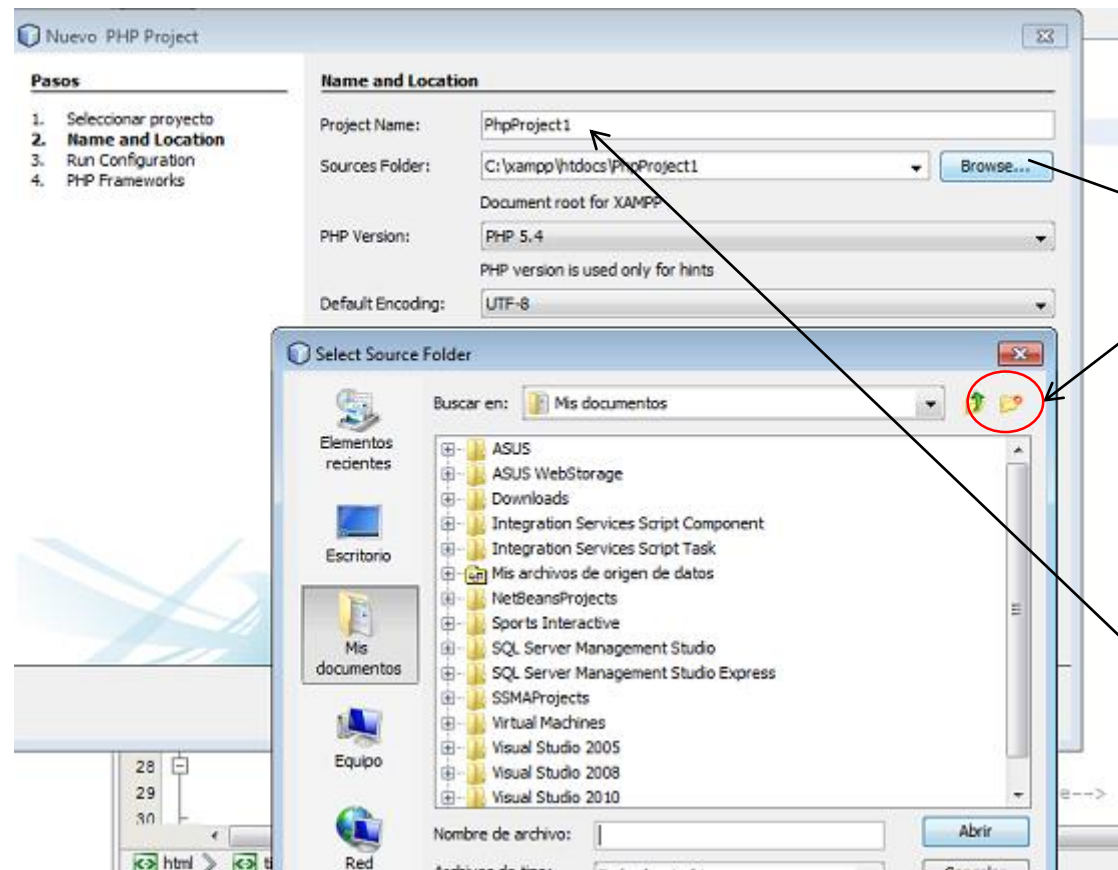 Nuevo PHP Project
Pasos
1. Seleccionar proyecto
2. Name and Location
3. Run Configuration
4. PHP Frameworks
Name and Location
Project Name: PhpProject1
Sources Folder: C:\xampp\htdocs\PhpProject1 Browse...
Document root for XAMPP
PHP Version: PHP 5.4
PHP version is used only for hints
Default Encoding: UTF-8
Select Source Folder
Buscar en: Mis documentos
Elementos recientes
Escritorio
Mis documentos
Equipo
Red
ASUS
ASUS WebStorage
Downloads
Integration Services Script Component
Integration Services Script Task
Mis archivos de origen de datos
NetBeansProjects
Sports Interactive
SQL Server Management Studio
SQL Server Management Studio Express
SSMAProjects
Virtual Machines
Visual Studio 2005
Visual Studio 2008
Visual Studio 2010
Nombre de archivo: Abrir
28
29
30
e-->
html